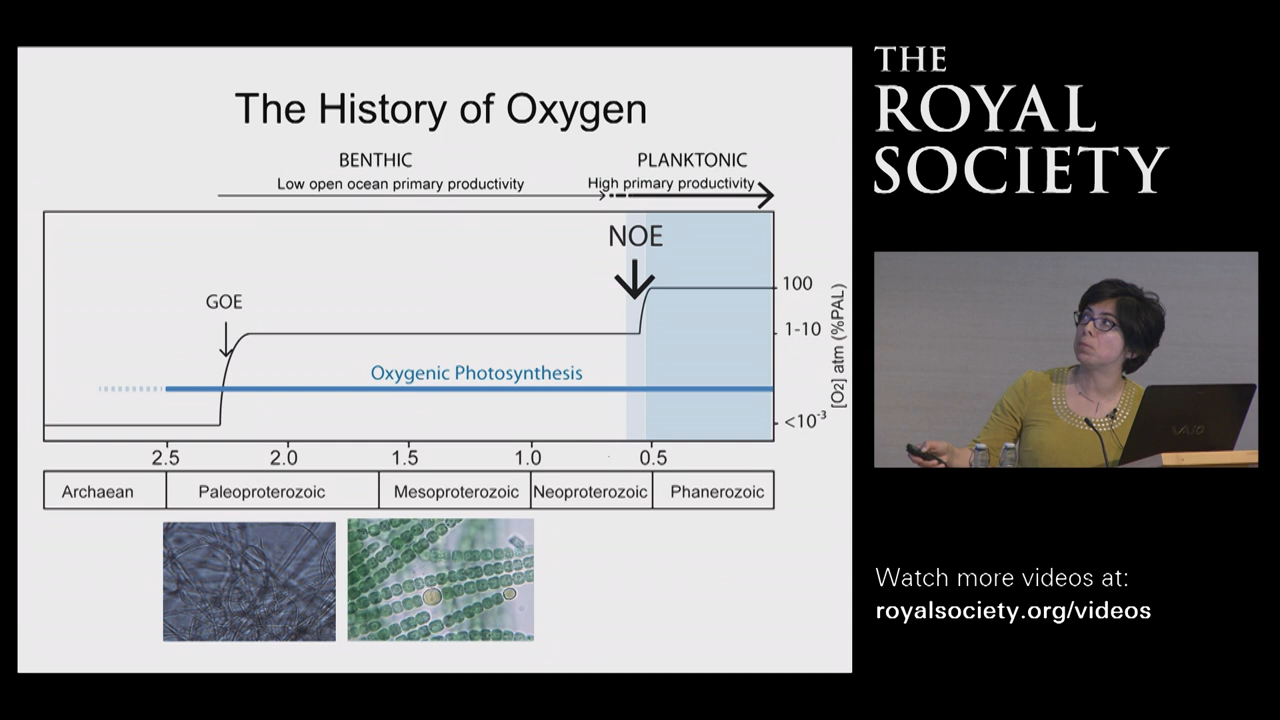 The History of Oxygen
BENTHIC
Low open ocean primary productivity
PLANKTONIC
High primary productivity
NOE
GOE
100
1-10
<10-3
[O2] atm (%PAL)
Oxygenic Photosynthesis
2.5 2.0 1.5 1.0 0.5
Archaean Paleoproterozoic Mesoproterozoic Neoproterozoic Phanerozoic
THE
ROYAL
SOCIETY
VAIO
Watch more videos at:
royalsociety.org/videos